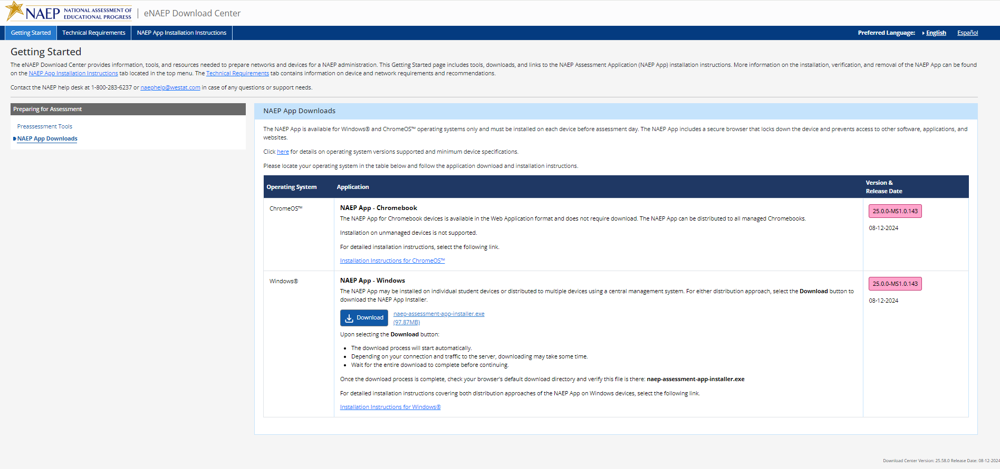 NAEP NATIONAL ASSESSMENT OF
EDUCATIONAL PROGRESS
eNAEP Download Center
Getting Started
Technical Requirements
NAEP App Installation Instructions
Preferred Language:
English
Español
Getting Started
The eNAEP Download Center provides information, tools, and resources needed to prepare networks and devices for a NAEP administration. This Getting Started page includes tools, downloads, and links to the NAEP Assessment Application (NAEP App) installation instructions. More information on the installation, verification, and removal of the NAEP App can be found
on the NAEP App Installation Instructions tab located in the top menu. The Technical Requirements tab contains information on device and network requirements and recommendations.
Contact the NAEP help desk at 1-800-283-6237 or naephelp@westat.com in case of any questions or support needs.
Preparing for Assessment
Preassessment Tools
NAEP App Downloads
NAEP App Downloads
The NAEP App is available for Windows® and ChromeOS™ operating systems only and must be installed on each device before assessment day. The NAEP App includes a secure browser that locks down the device and prevents access to other software, applications, and
websites.
Click here for details on operating system versions supported and minimum device specifications.
Please locate your operating system in the table below and follow the application download and installation instructions.
Operating System
Application
Version &
Release Date
ChromeOS™
NAEP App - Chromebook
The NAEP App for Chromebook devices is available in the Web Application format and does not require download. The NAEP App can be distributed to all managed Chromebooks.
Installation on unmanaged devices is not supported.
For detailed installation instructions, select the following link.
Installation Instructions for ChromeOS™
25.0.0-MS1.0.143
08-12-2024
Windows®
NAEP App - Windows
The NAEP App may be installed on individual student devices or distributed to multiple devices using a central management system. For either distribution approach, select the Download button to
download the NAEP App Installer.
Download
naep-assessment-app-installer.exe
(97.87MB)
Upon selecting the Download button:
• The download process will start automatically.
• Depending on your connection and traffic to the server, downloading may take some time.
• Wait for the entire download to complete before continuing.
Once the download process is complete, check your browser's default download directory and verify this file is there: naep-assessment-app-installer.exe
For detailed installation instructions covering both distribution approaches of the NAEP App on Windows devices, select the following link.
Installation Instructions for Windows®
25.0.0-MS1.0.143
08-12-2024
Download Center Version: 25.58.0 Release Date: 08-12-2024